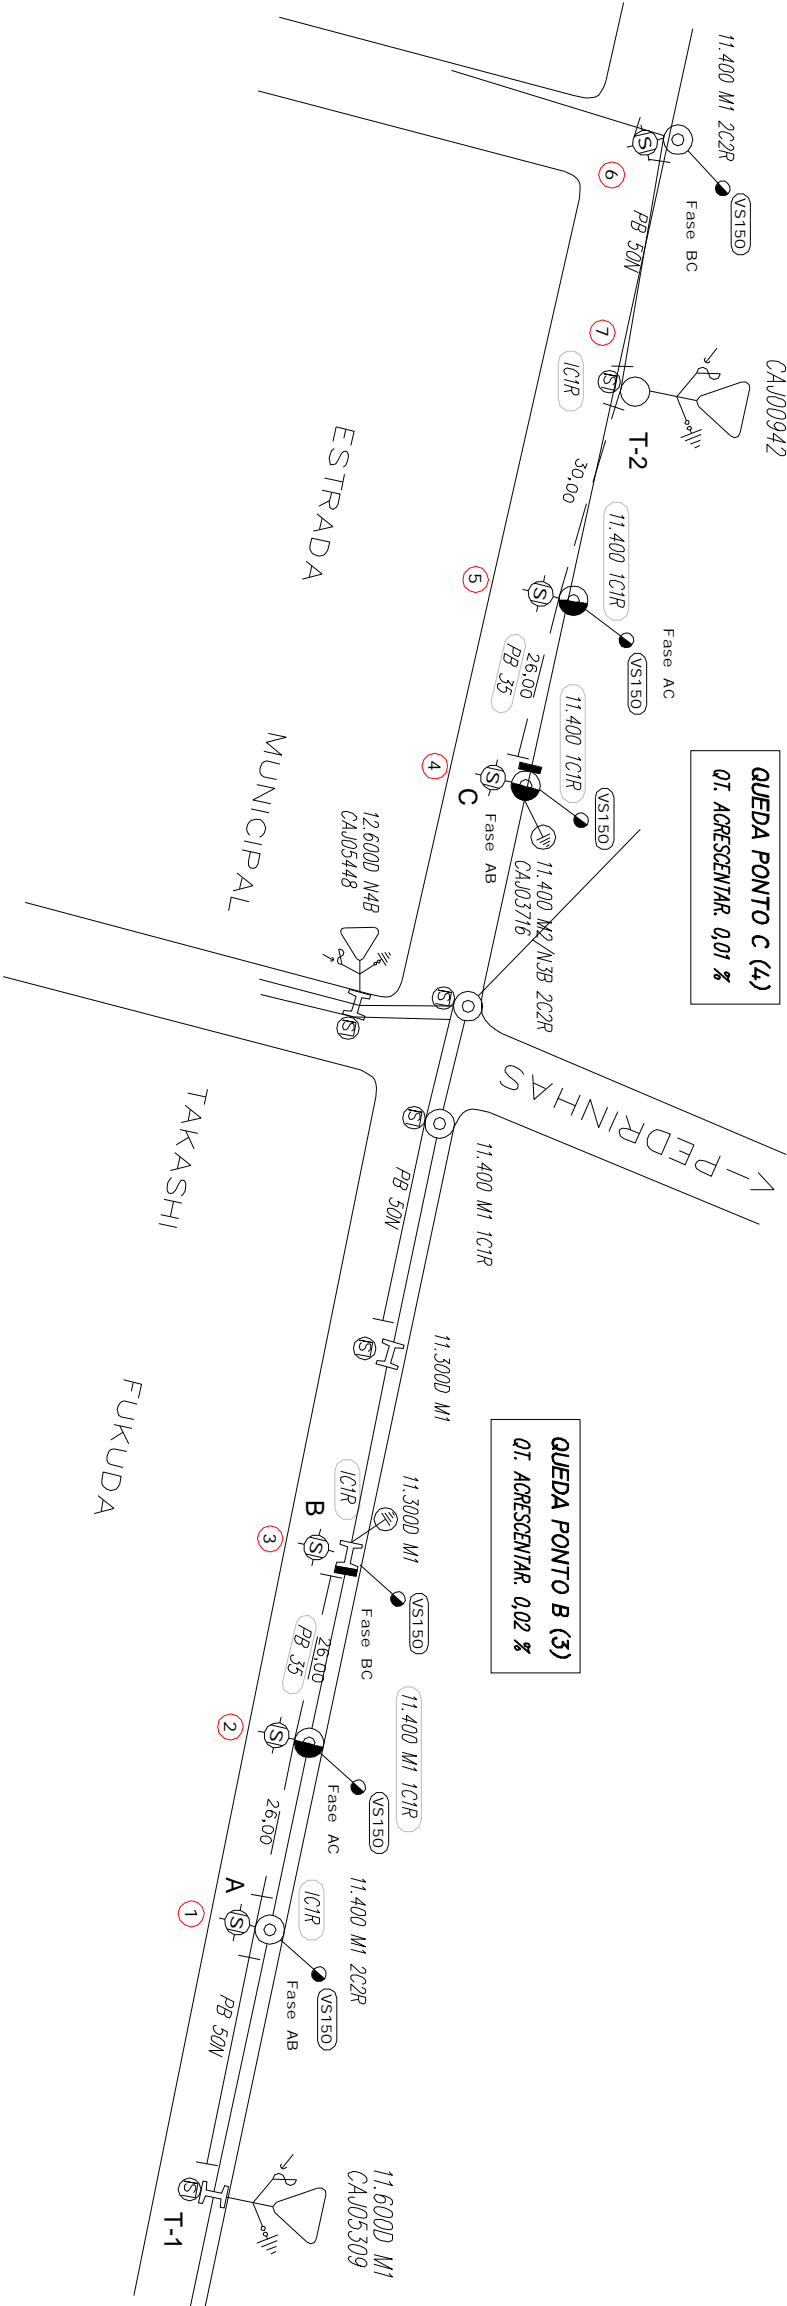 11.400 M1 2C2R
VS150
Fase BC
6
S
PB 50N
7
CAJ00942
1C1R
S
T-2
30,00
ESTRADA
5
11.400 1C1R
S
VS150
Fase AC
26,00
PB 35
11.400 1C1R
VS150
4
S
C
Fase AB
QUEDA PONTO C (4)
QT. ACRESCENTAR. 0,01 %
MUNICIPAL
12.600D N4B
CAJ05448
11.400 M2/N3B 2C2R
CAJ03716
S
S
<-PEDRINHAS
TAKASHI
S
11.400 M1 1C1R
PB 50N
S
11.300D M1
FUKUDA
QUEDA PONTO B (3)
QT. ACRESCENTAR. 0,02 %
1C1R
11.300D M1
B
3
S
VS150
Fase BC
26,00
PB 35
2
S
11.400 M1 1C1R
VS150
Fase AC
26,00
A
1
S
1C1R
11.400 M1 2C2R
VS150
Fase AB
PB 50N
11.600D M1
CAJ05309
S
T-1